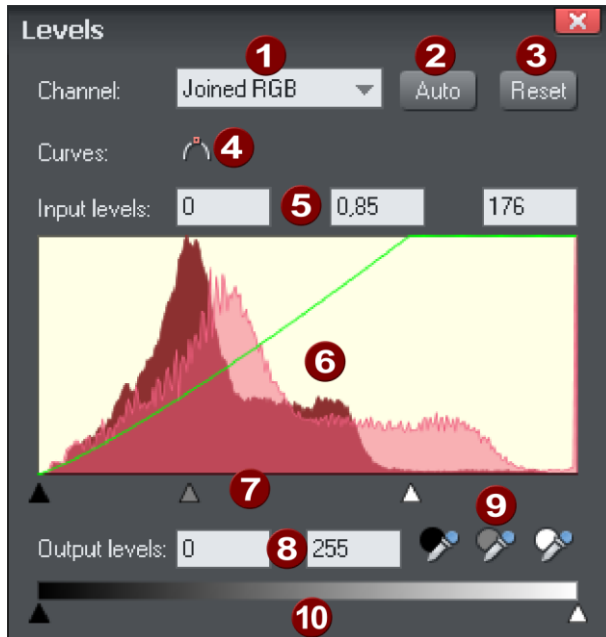 Levels
1 2 3
Channel: Joined RGB Auto Reset
Curves: 4
Input levels: 0 5 0,85 176
6
7
9
Output levels: 0 8 255
10